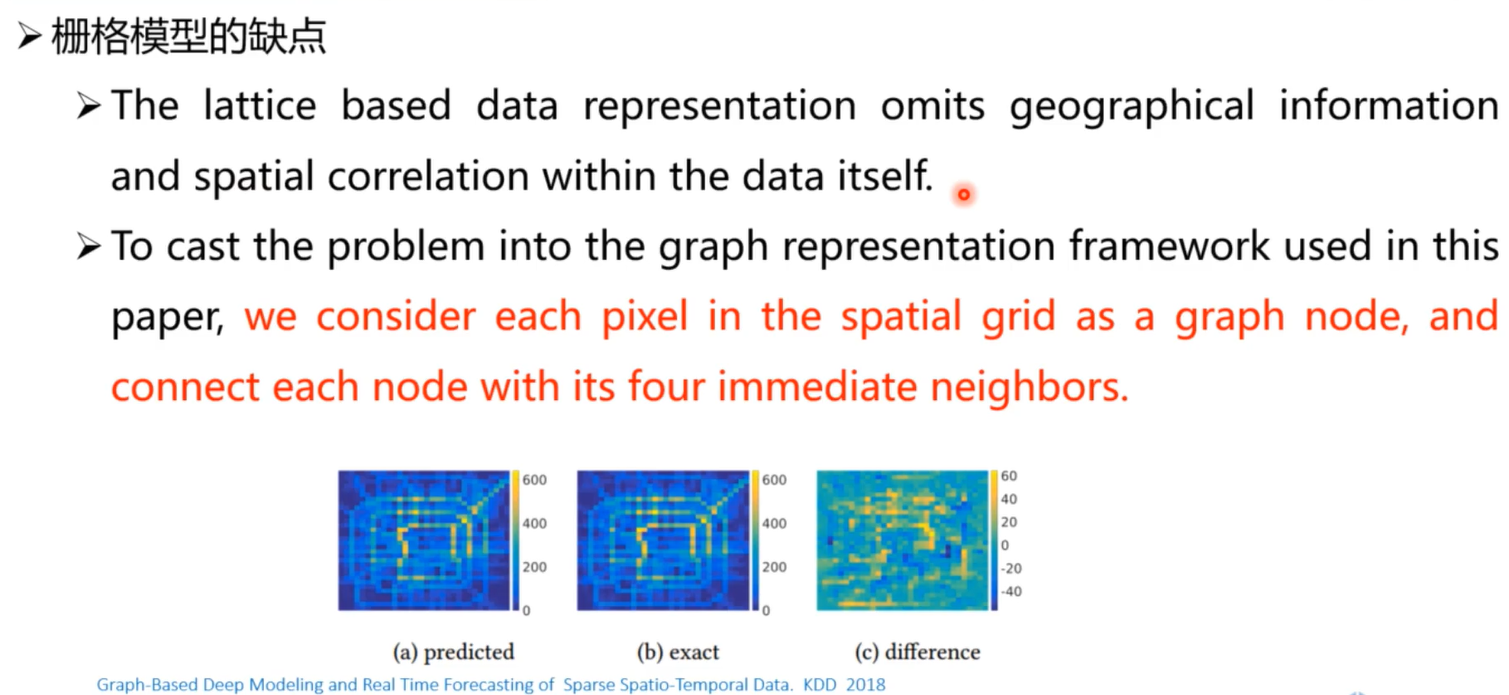 ➢ 栅格模型的缺点
➢ The lattice based data representation omits geographical information
and spatial correlation within the data itself.
➢ To cast the problem into the graph representation framework used in this
paper, we consider each pixel in the spatial grid as a graph node, and
connect each node with its four immediate neighbors.
600
400
200
0
600
400
200
0
60
40
20
0
-20
-40
(a) predicted
(b) exact
(c) difference
Graph-Based Deep Modeling and Real Time Forecasting of Sparse Spatio-Temporal Data. KDD 2018